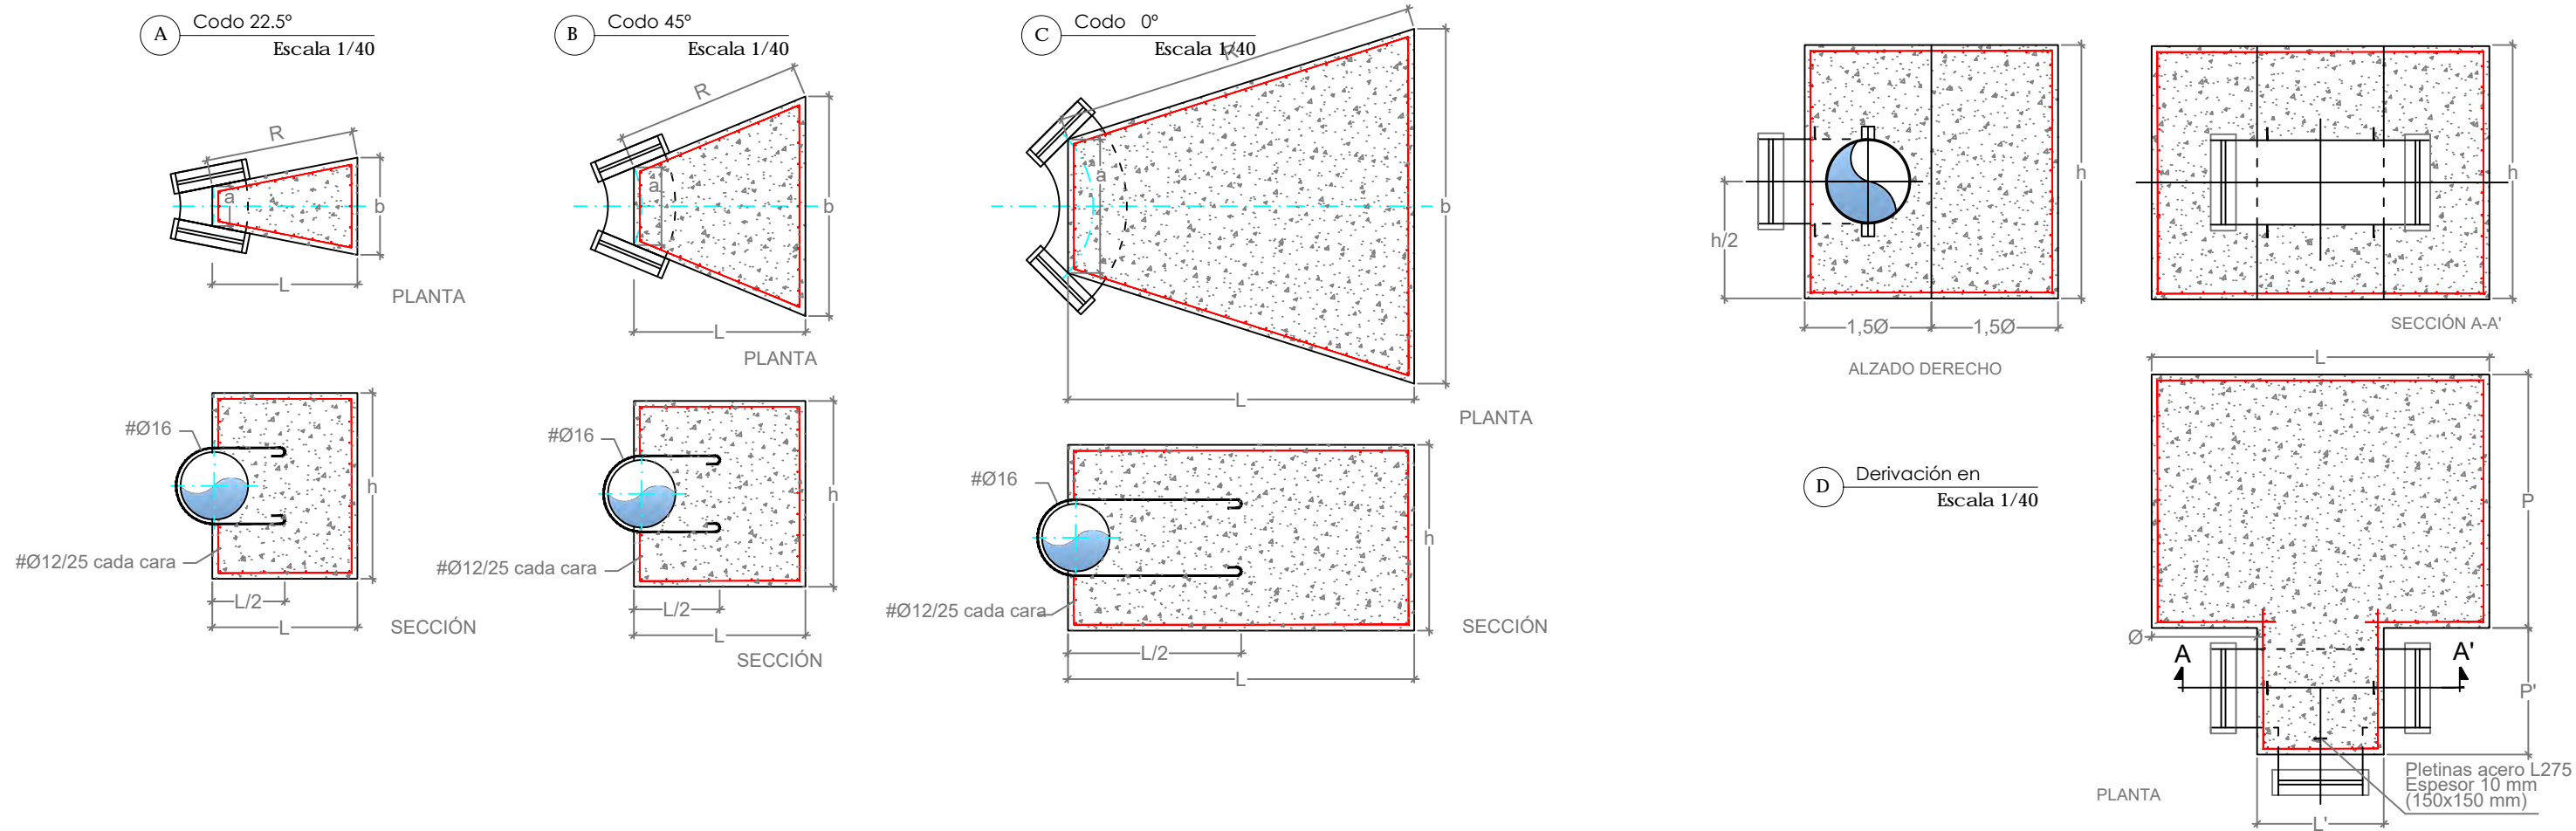 A
Codo 22.5º
Escala 1/40
R
a
b
L
PLANTA
#Ø16
h
#Ø12/25 cada cara
L/2
L
SECCIÓN
B
Codo 45º
Escala 1/40
R
a
b
L
PLANTA
#Ø16
h
#Ø12/25 cada cara
L/2
L
SECCIÓN
C
Codo 0º
Escala 1/40
R
a
b
L
PLANTA
#Ø16
h
#Ø12/25 cada cara
L/2
L
SECCIÓN
h
h/2
1,5Ø
1,5Ø
ALZADO DERECHO
h
SECCIÓN A-A'
D
Derivación en
Escala 1/40
L
P
Ø
A
A'
P'
Pletinas acero L275
Espesor 10 mm
(150x150 mm)
PLANTA
L'